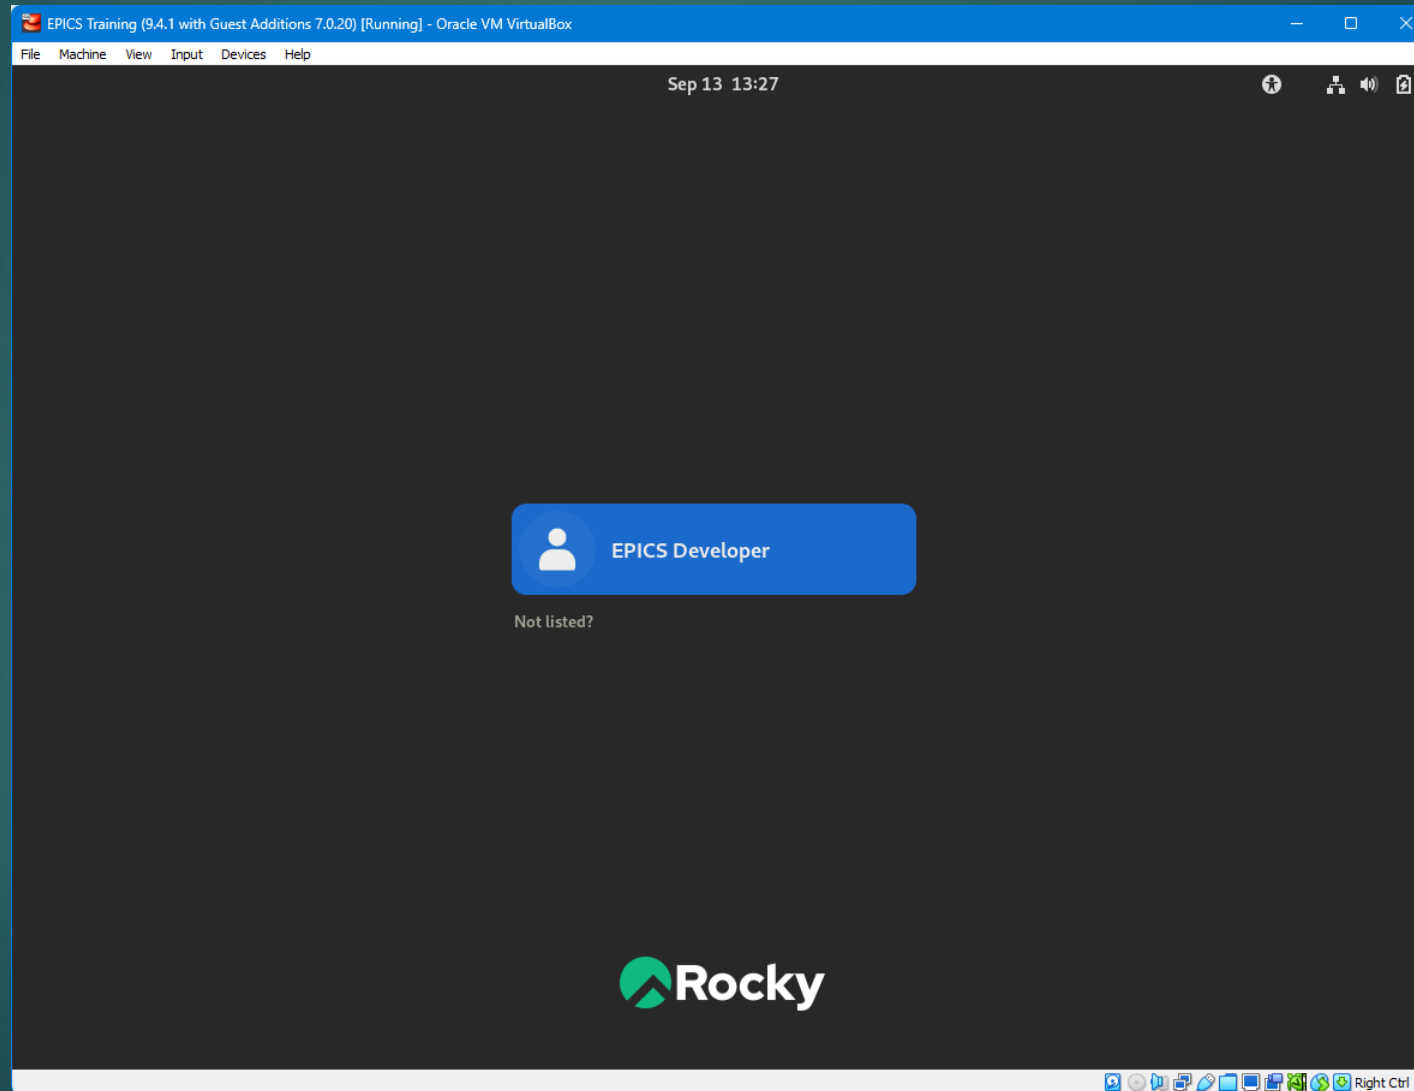 EPICS Training (9.4.1 with Guest Additions 7.0.20) [Running] - Oracle VM VirtualBox
File Machine View Input Devices Help
Sep 13 13:27
EPICS Developer
Not listed?
Rocky
Right Ctrl